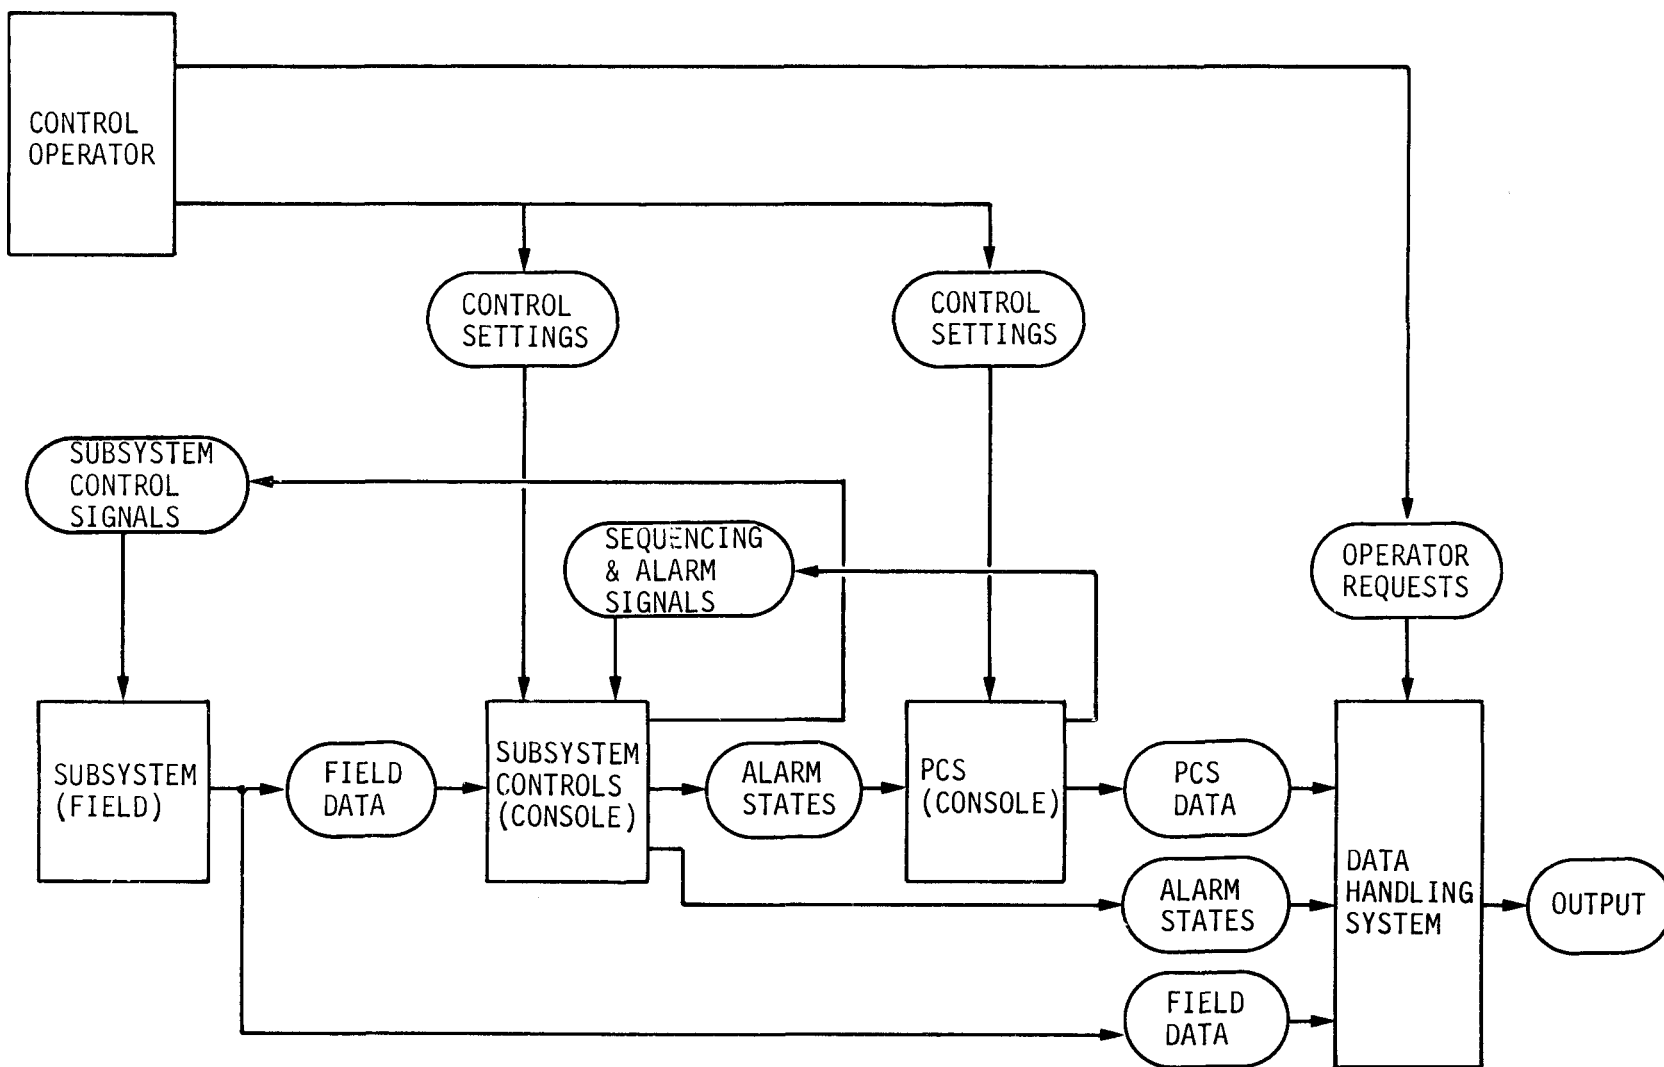 CONTROL
OPERATOR
CONTROL
SETTINGS
CONTROL
SETTINGS
SUBSYSTEM
CONTROL
SIGNALS
SEQUENCING
& ALARM
SIGNALS
OPERATOR
REQUESTS
SUBSYSTEM
(FIELD)
FIELD
DATA
SUBSYSTEM
CONTROLS
(CONSOLE)
ALARM
STATES
PCS
(CONSOLE)
PCS
DATA
ALARM
STATES
FIELD
DATA
DATA
HANDLING
SYSTEM
OUTPUT